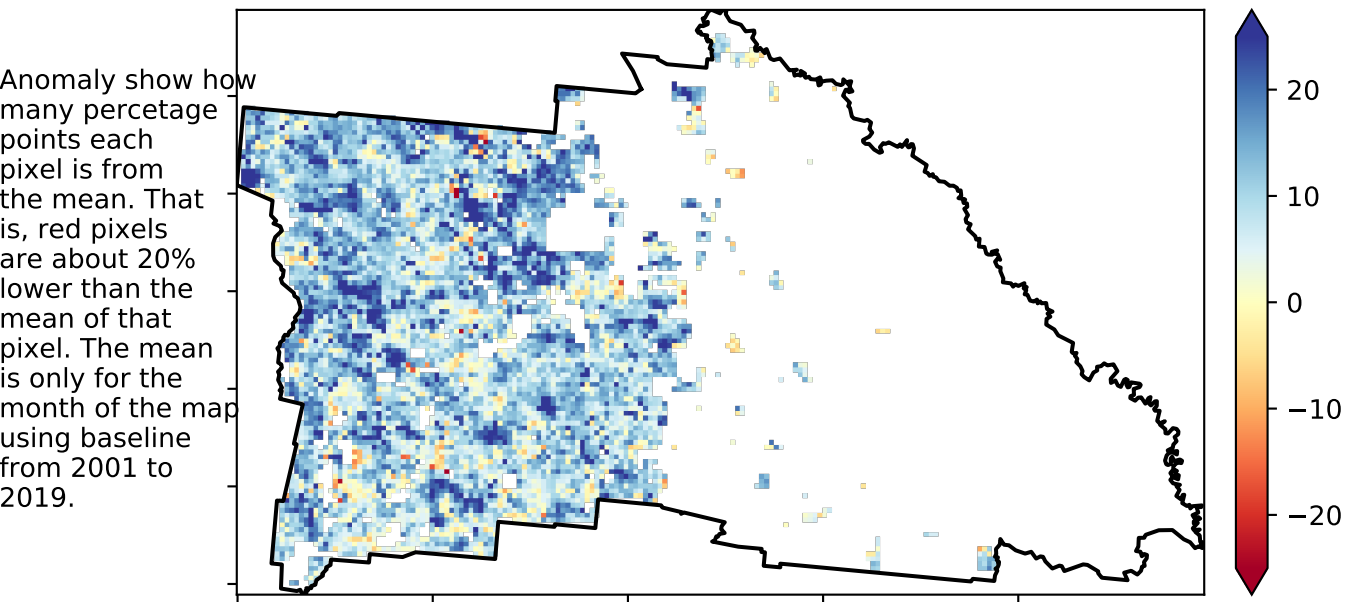 Anomaly show how
many percetage
points each
pixel is from
the mean. That
is, red pixels
are about 20%
lower than the
mean of that
pixel. The mean
is only for the
month of the map
using baseline
from 2001 to
2019.
20
10
0
−10
−20